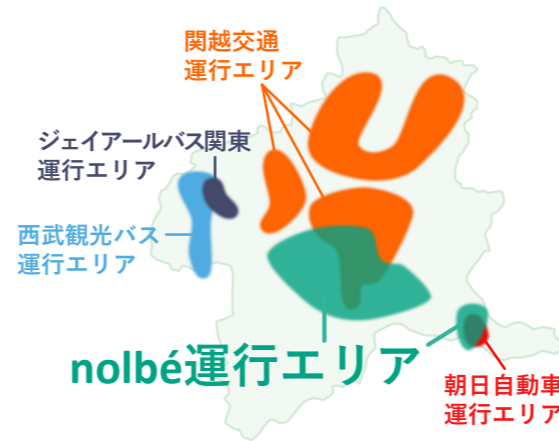 関越交通
運行エリア
ジェイアールバス関東
運行エリア
西武観光バス
運行エリア
nolbé運行エリア
朝日自動車
運行エリア